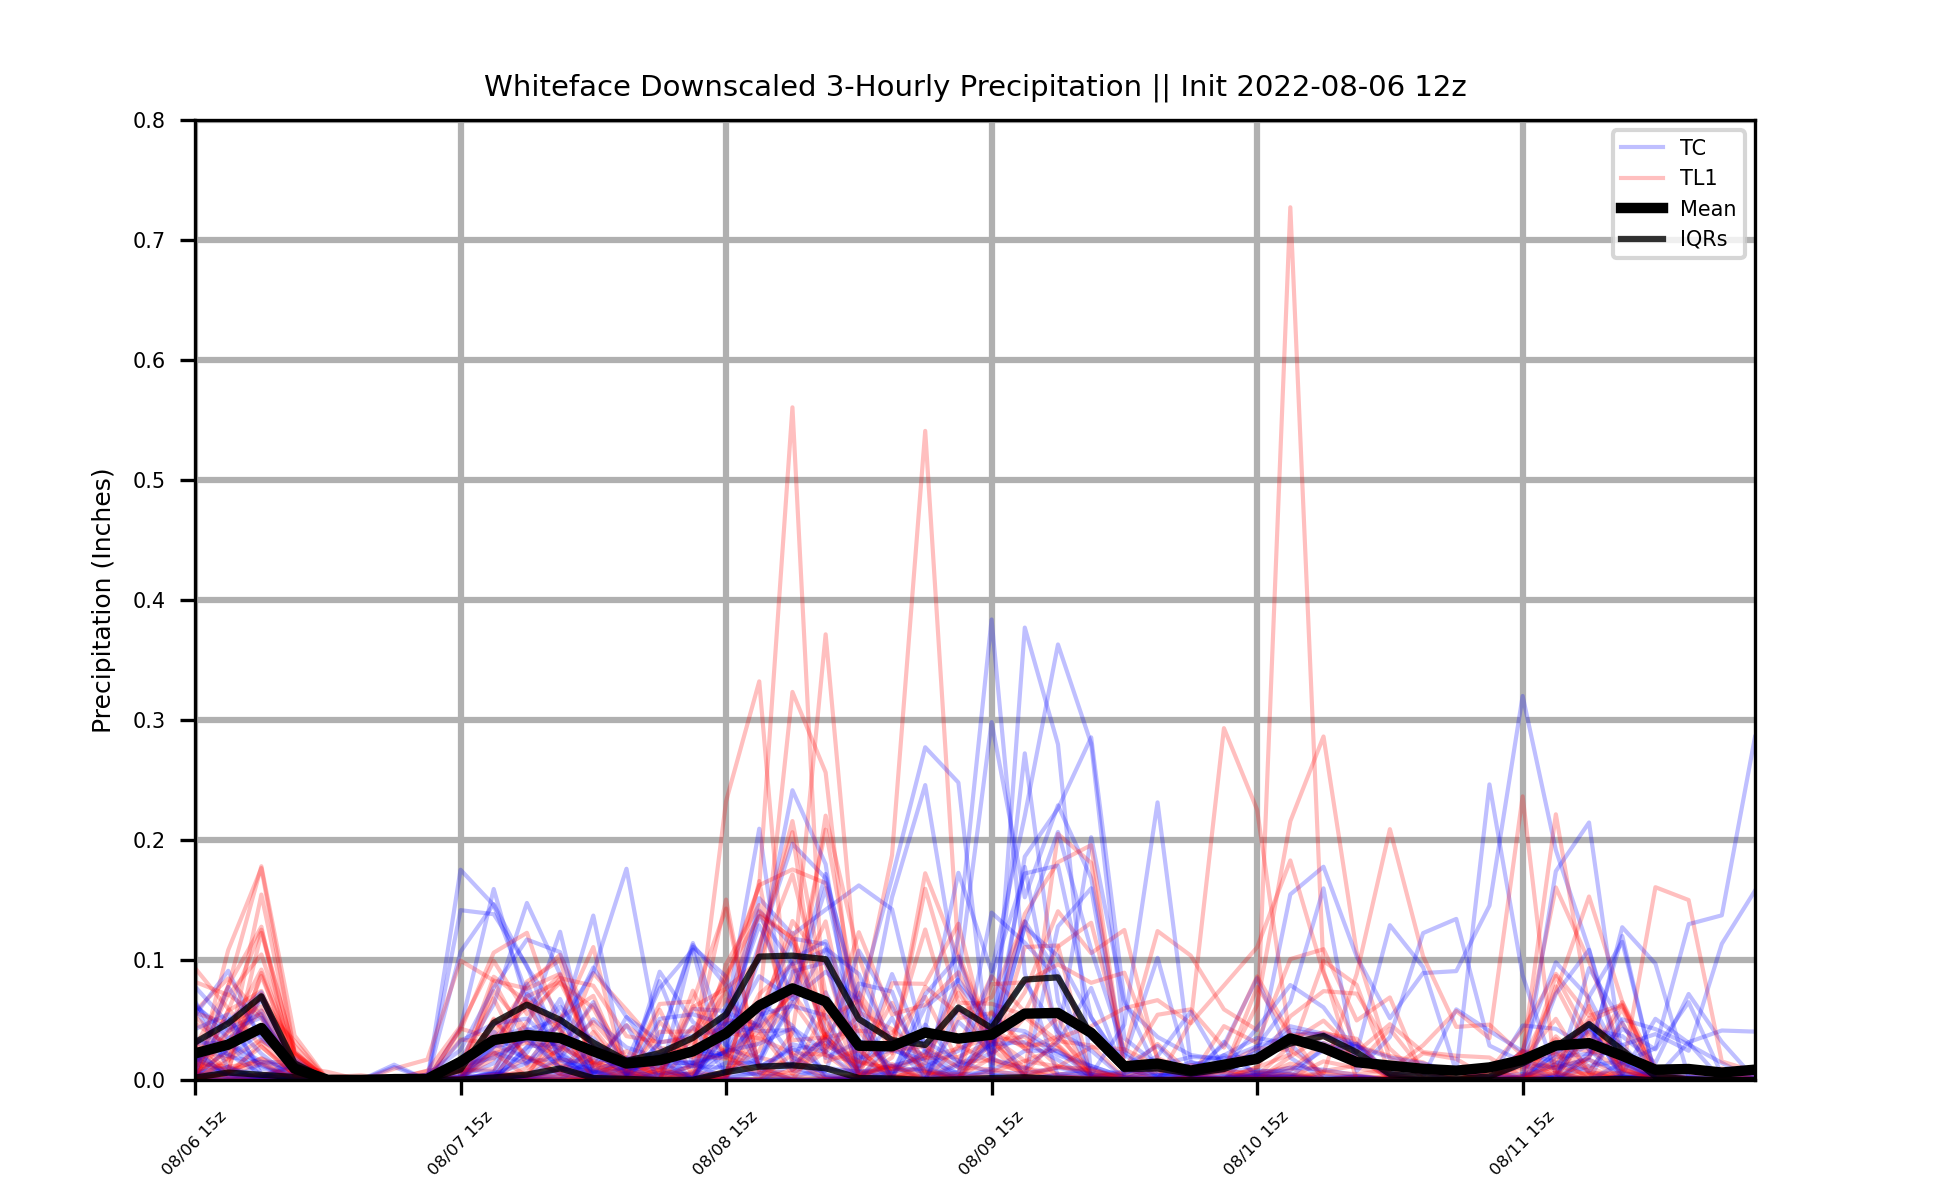 Whiteface Downscaled 3-Hourly Precipitation || Init 2022-08-06 12z
TC
TL1
Mean
IQRs
Precipitation (Inches)
0.8
0.7
0.6
0.5
0.4
0.3
0.2
0.1
0.0
08/06 15z
08/07 15z
08/08 15z
08/09 15z
08/10 15z
08/11 15z